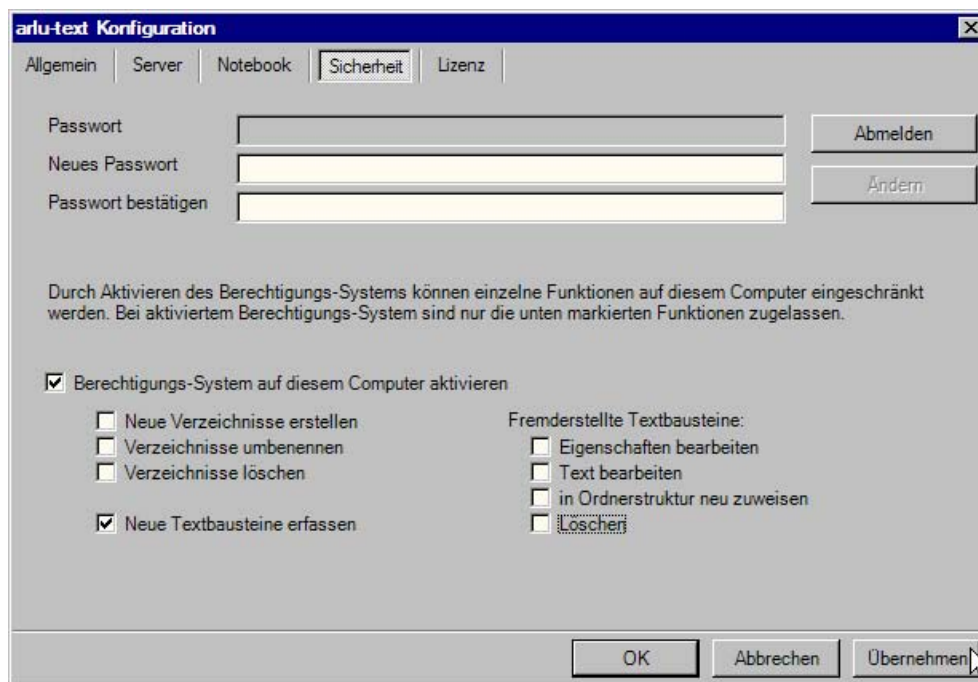 arlu-text Konfiguration
Allgemein Server Notebook Sicherheit Lizenz
Passwort
Abmelden
Neues Passwort
Ändern
Passwort bestätigen
Durch Aktivieren des Berechtigungs-Systems können einzelne Funktionen auf diesem Computer eingeschränkt
werden. Bei aktiviertem Berechtigungs-System sind nur die unten markierten Funktionen zugelassen.
Berechtigungs-System auf diesem Computer aktivieren
Neue Verzeichnisse erstellen
Verzeichnisse umbenennen
Verzeichnisse löschen
Neue Textbausteine erfassen
Fremderstellte Textbausteine:
Eigenschaften bearbeiten
Text bearbeiten
in Ordnerstruktur neu zuweisen
Löschen
OK Abbrechen Übernehmen